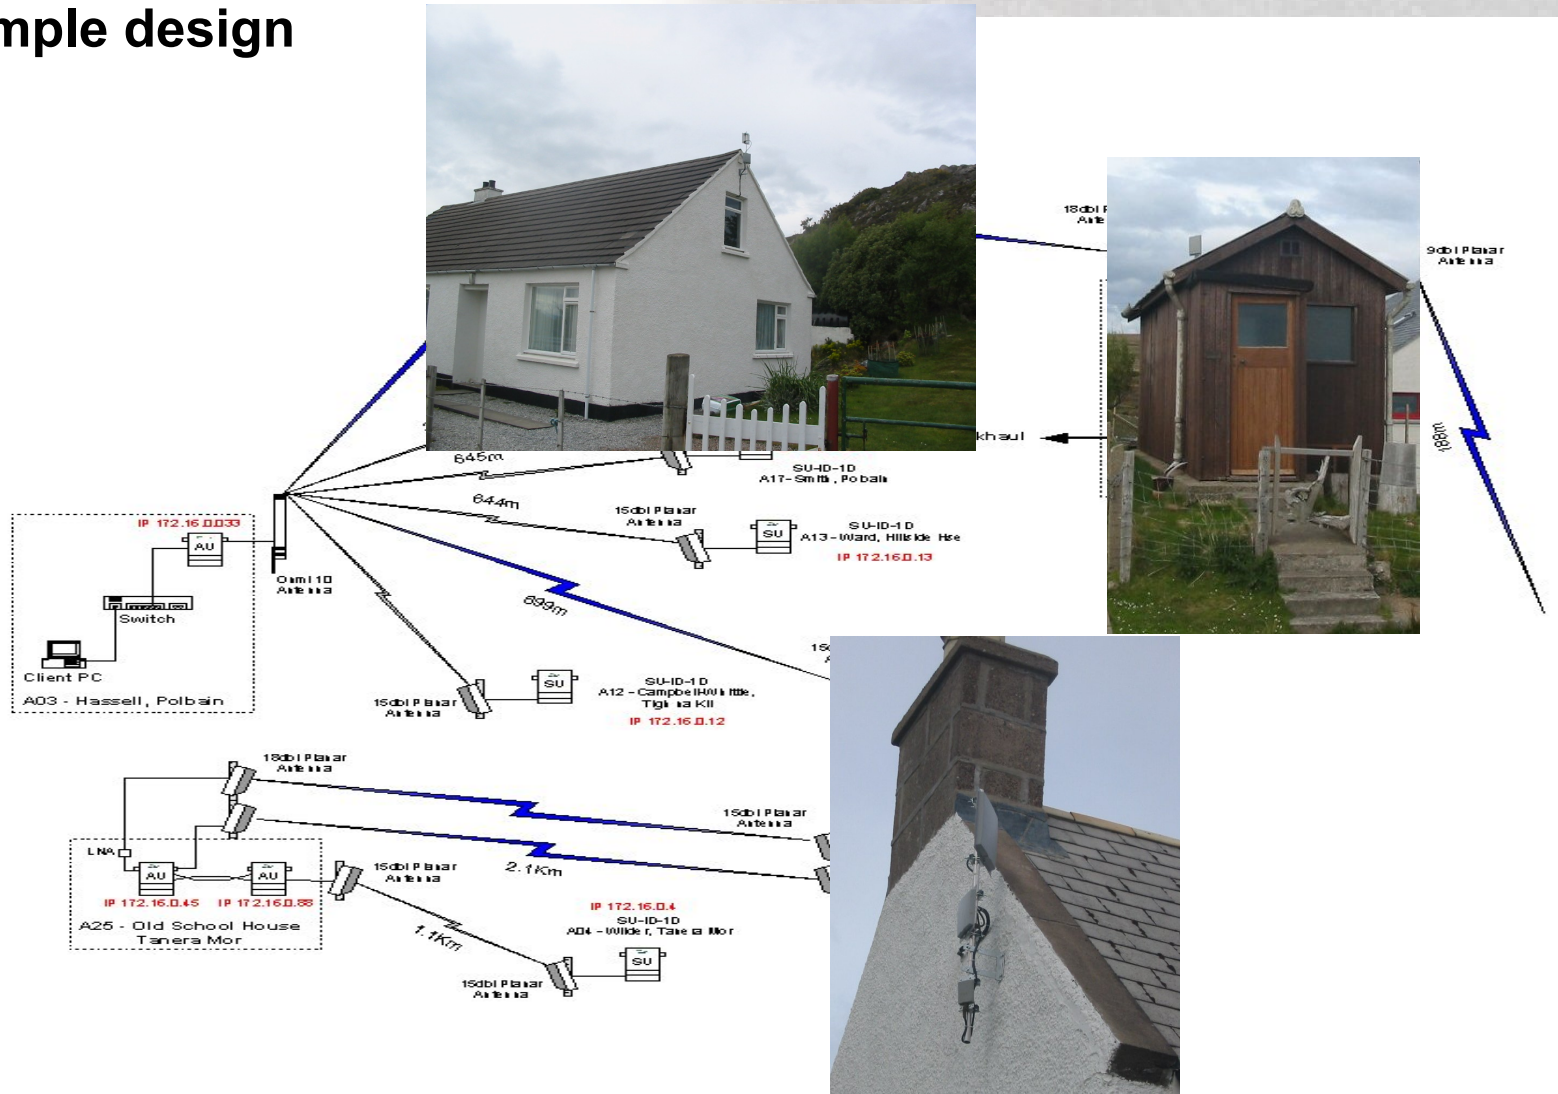 mple design
18dbi P
Ante
9dbi Planar
Antenna
188m
khaul
645m
SU-ID-1D
A17 - Smith, Polbain
644m
15dbi Planar
Antenna
SU
SU-ID-1D
A13 - Ward, Hillside Hse
IP 172.16.0.13
IP 172.16.0.033
AU
Omni 10
Antenna
Switch
Client PC
A03 - Hassell, Polbain
899m
15
A
15dbi Planar
Antenna
SU
SU-ID-1D
A12 - Campbell-Whittle,
Tigh na Kll
IP 172.16.0.12
18dbi Planar
Antenna
15dbi Planar
Antenna
LNA
AU
AU
IP 172.16.0.45
IP 172.16.0.88
A25 - Old School House
Tanera Mor
15dbi Planar
Antenna
2.1Km
1.1Km
IP 172.16.0.4
SU-ID-1D
A04 - Wilder, Tanera Mor
SU
15dbi Planar
Antenna